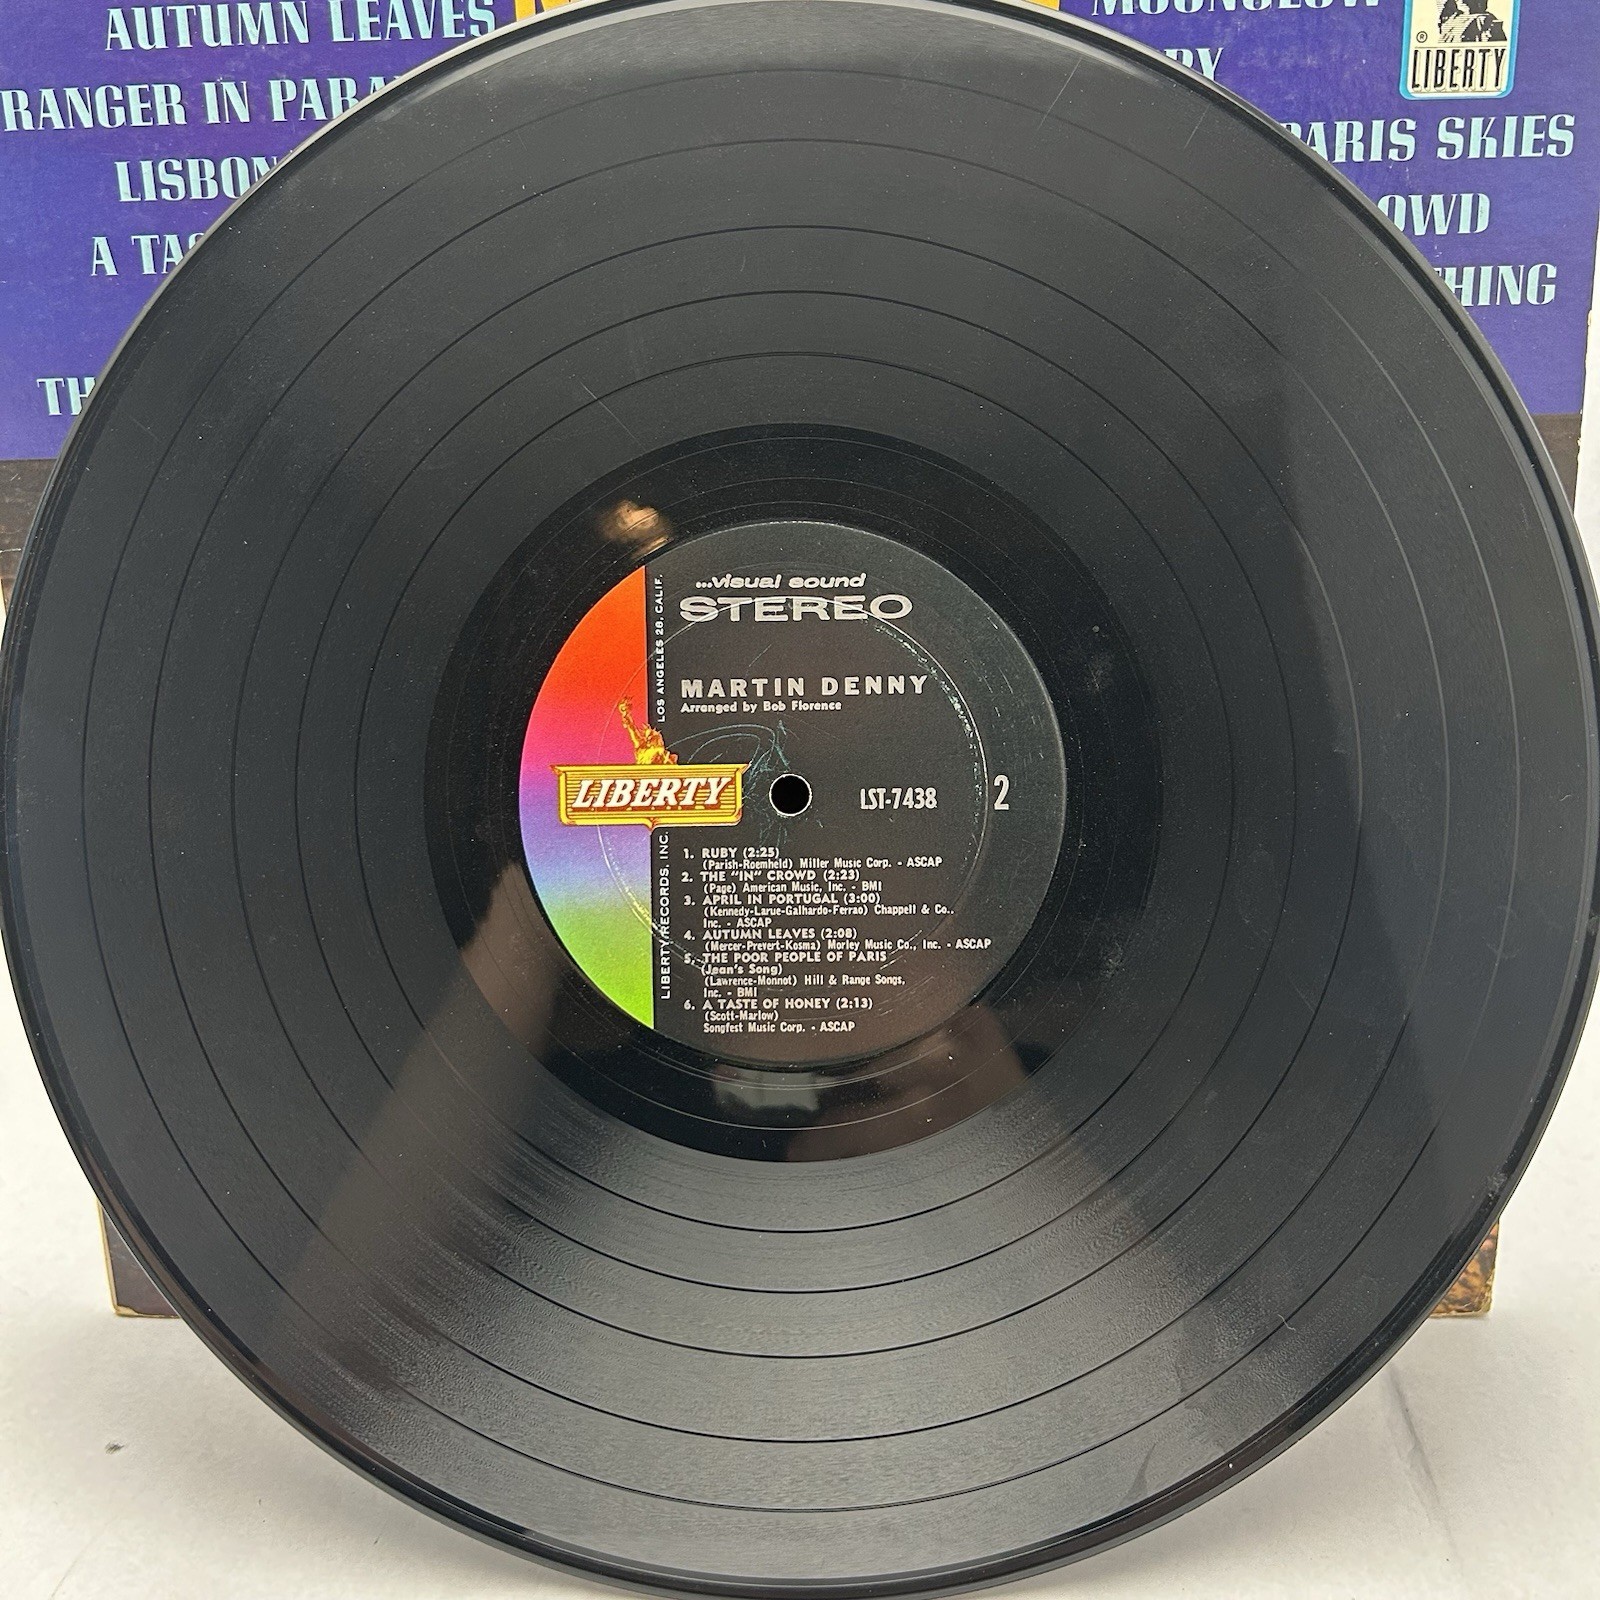 AUTUMN LEAVES
LIBERTY
RANGER IN PARA
LISBON
PARIS SKIES
A TAS
OWD
HING
TH
...visual sound
STEREO
MARTIN DENNY
Arranged by Bob Florence
LOS ANGELES 28, CALIF.
LIBERTY
LST-7438
2
LIBERTY RECORDS, INC.
1. RUBY (2:25)
(Parish-Roemheld) Miller Music Corp. - ASCAP
2. THE "IN" CROWD (2:23)
(Page) American Music, Inc. - BMI
3. APRIL IN PORTUGAL (3:00)
(Kennedy-Larue-Galhardo-Ferrao) Chappell & Co.,
Inc. - ASCAP
4. AUTUMN LEAVES (2:08)
(Mercer-Prevert-Kosma) Morley Music Co., Inc. - ASCAP
5. THE POOR PEOPLE OF PARIS
(Jean's Song)
(Lawrence-Monnot) Hill & Range Songs,
Inc. - BMI
6. A TASTE OF HONEY (2:13)
(Scott-Marlow)
Songfest Music Corp. - ASCAP